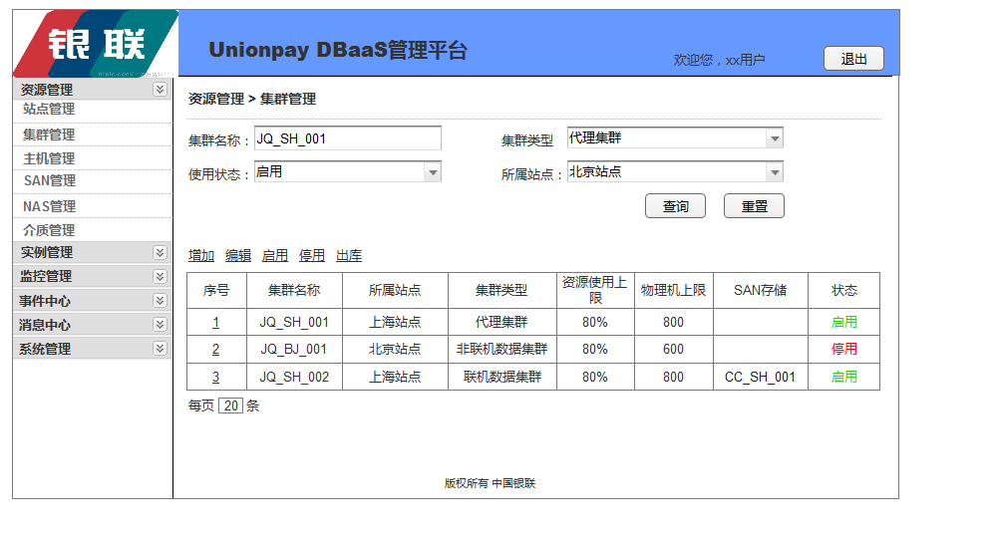 银联
Unionpay DBaaS管理平台
欢迎您，xx用户
退出
资源管理
站点管理
集群管理
主机管理
SAN管理
NAS管理
介质管理
实例管理
监控管理
事件中心
消息中心
系统管理
资源管理 > 集群管理
集群名称： JQ_SH_001 集群类型 代理集群
使用状态： 启用 所属站点： 北京站点
查询 重置
增加 编辑 启用 停用 出库
序号 集群名称 所属站点 集群类型 资源使用上限 物理机上限 SAN存储 状态
1 JQ_SH_001 上海站点 代理集群 80% 800 启用
2 JQ_BJ_001 北京站点 非联机数据集群 80% 600 停用
3 JQ_SH_002 上海站点 联机数据集群 80% 800 CC_SH_001 启用
每页 20 条
版权所有 中国银联